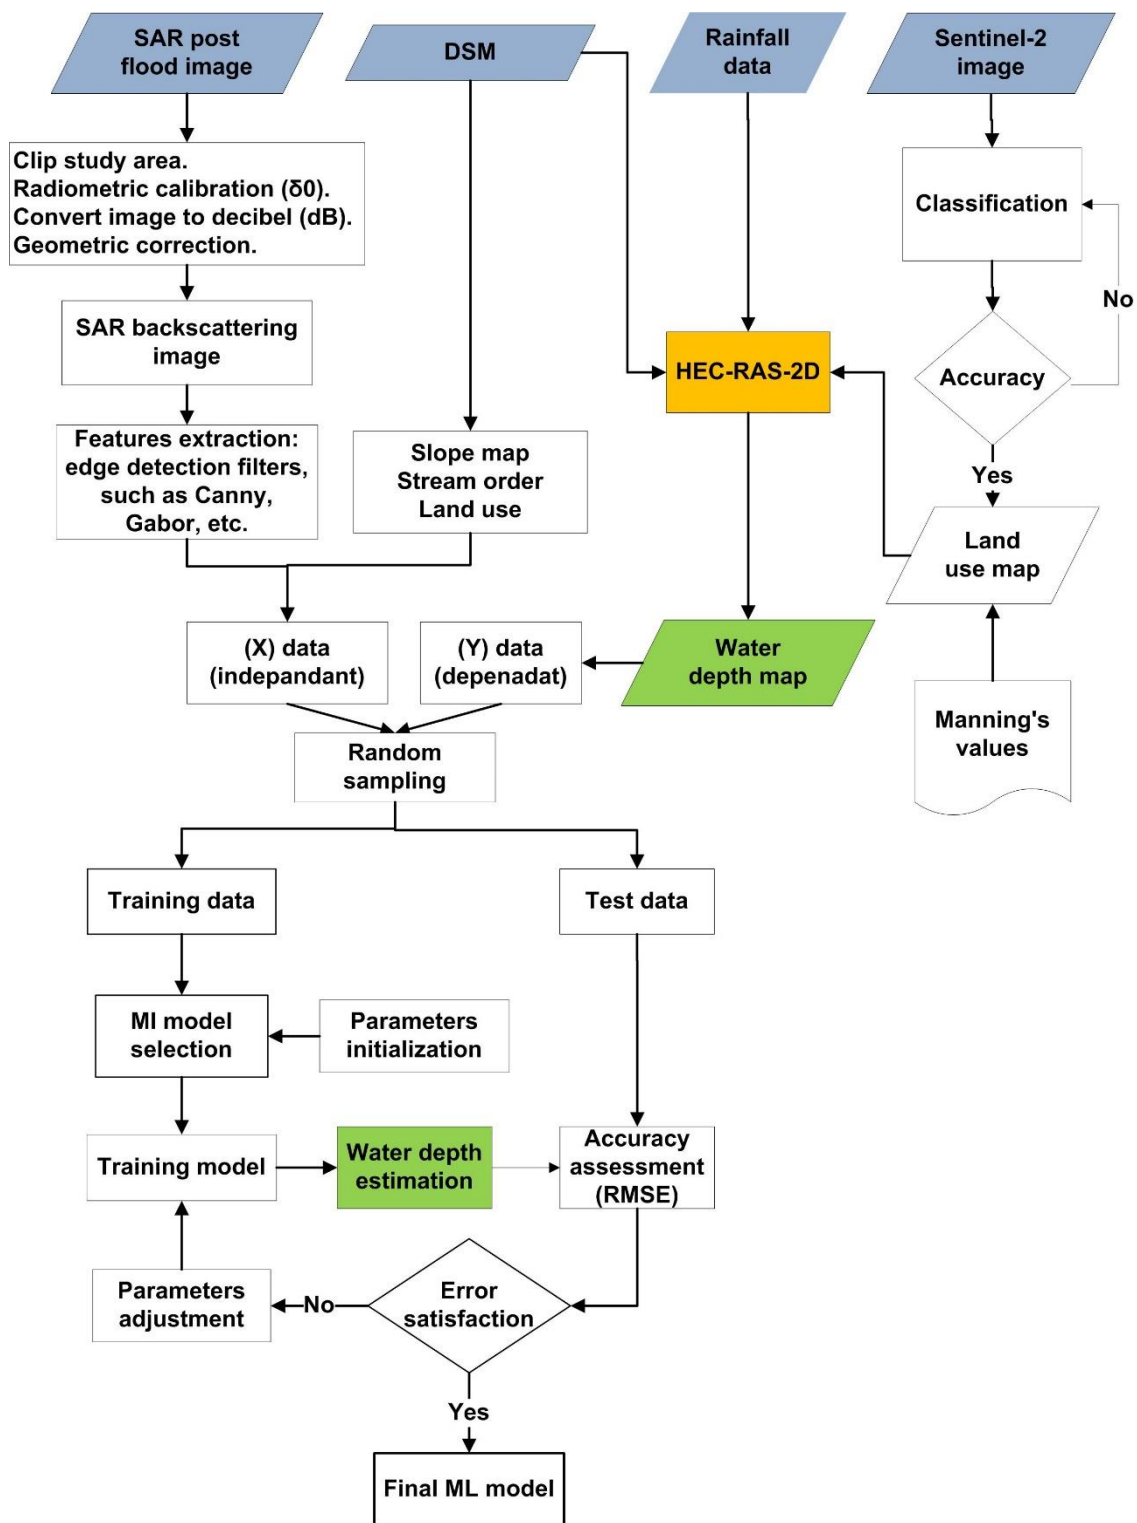 SAR post
flood image
DSM
Rainfall
data
Sentinel-2
image
Clip study area.
Radiometric calibration (δ0).
Convert image to decibel (dB).
Geometric correction.
Classification
No
SAR backscattering
image
HEC-RAS-2D
Accuracy
Features extraction:
edge detection filters,
such as Canny,
Gabor, etc.
Slope map
Stream order
Land use
Yes
Land
use map
(X) data
(indepandant)
(Y) data
(depenadat)
Water
depth map
Manning's
values
Random
sampling
Training data
Test data
MI model
selection
Parameters
initialization
Training model
Water depth
estimation
Accuracy
assessment
(RMSE)
Parameters
adjustment
No
Error
satisfaction
Yes
Final ML model